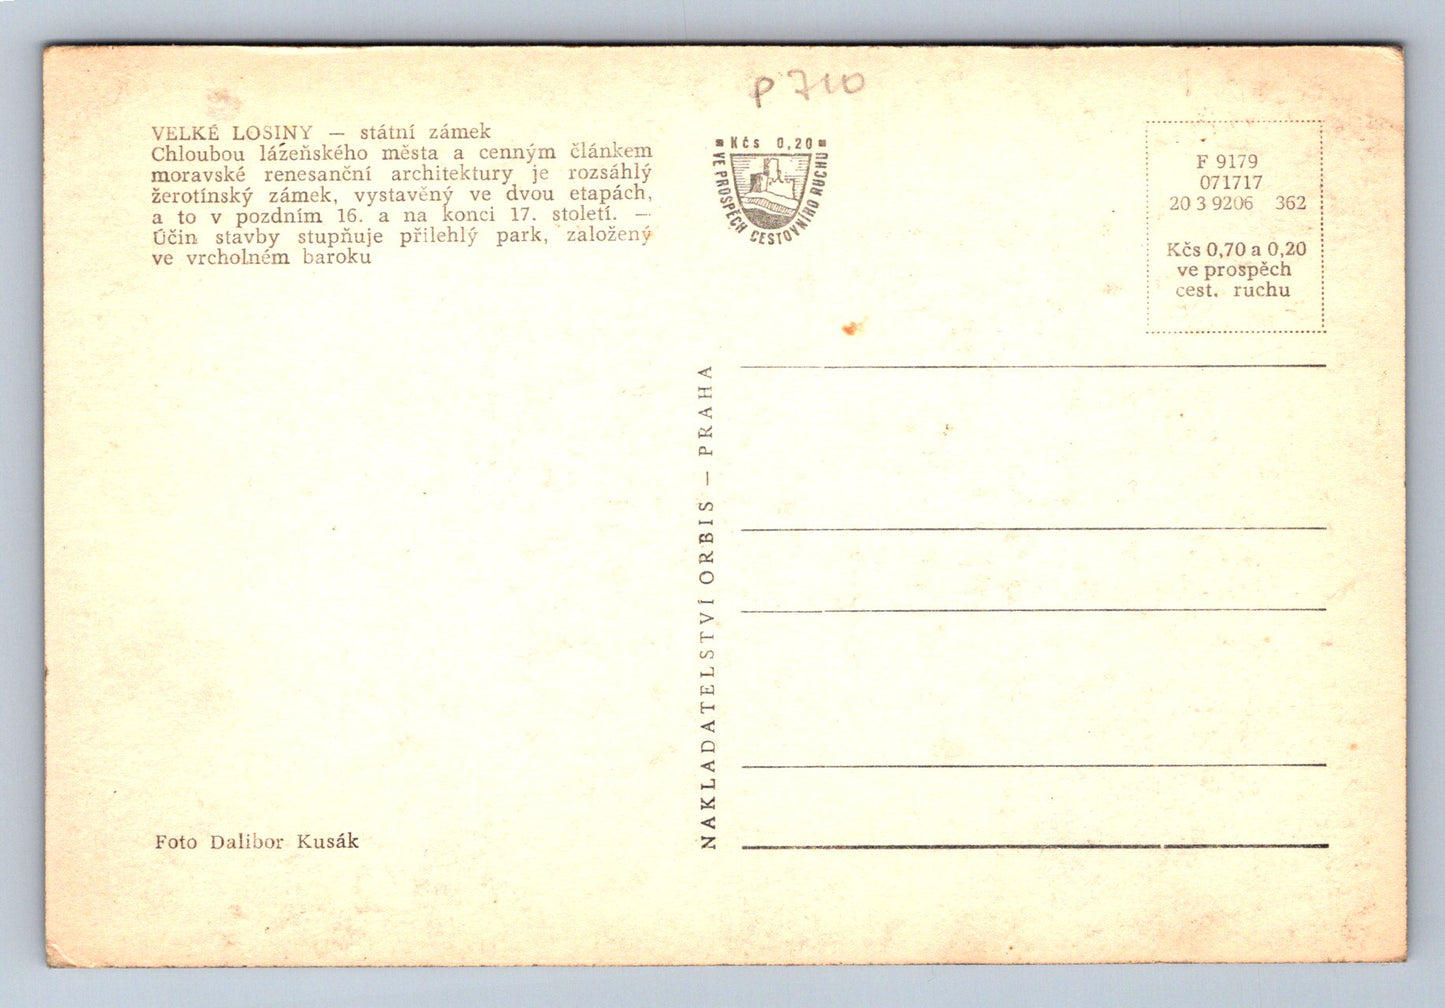 P 710
VELKÉ LOSINY — státní zámek
Chloubou lázeňského města a cenným článkem
moravské renesanční architektury je rozsáhlý
žerotínský zámek, vystavěný ve dvou etapách,
a to v pozdním 16. a na konci 17. století. —
Účin stavby stupňuje přilehlý park, založený
ve vrcholném baroku
Foto Dalibor Kusák
NAKLADATELSTVÍ ORBIS — PRAHA
Kčs 0,20
VE PROSPĚCH CESTOVNÍHO RUCHU
F 9179
071717
20 3 9206 362
Kčs 0,70 a 0,20
ve prospěch
cest. ruchu